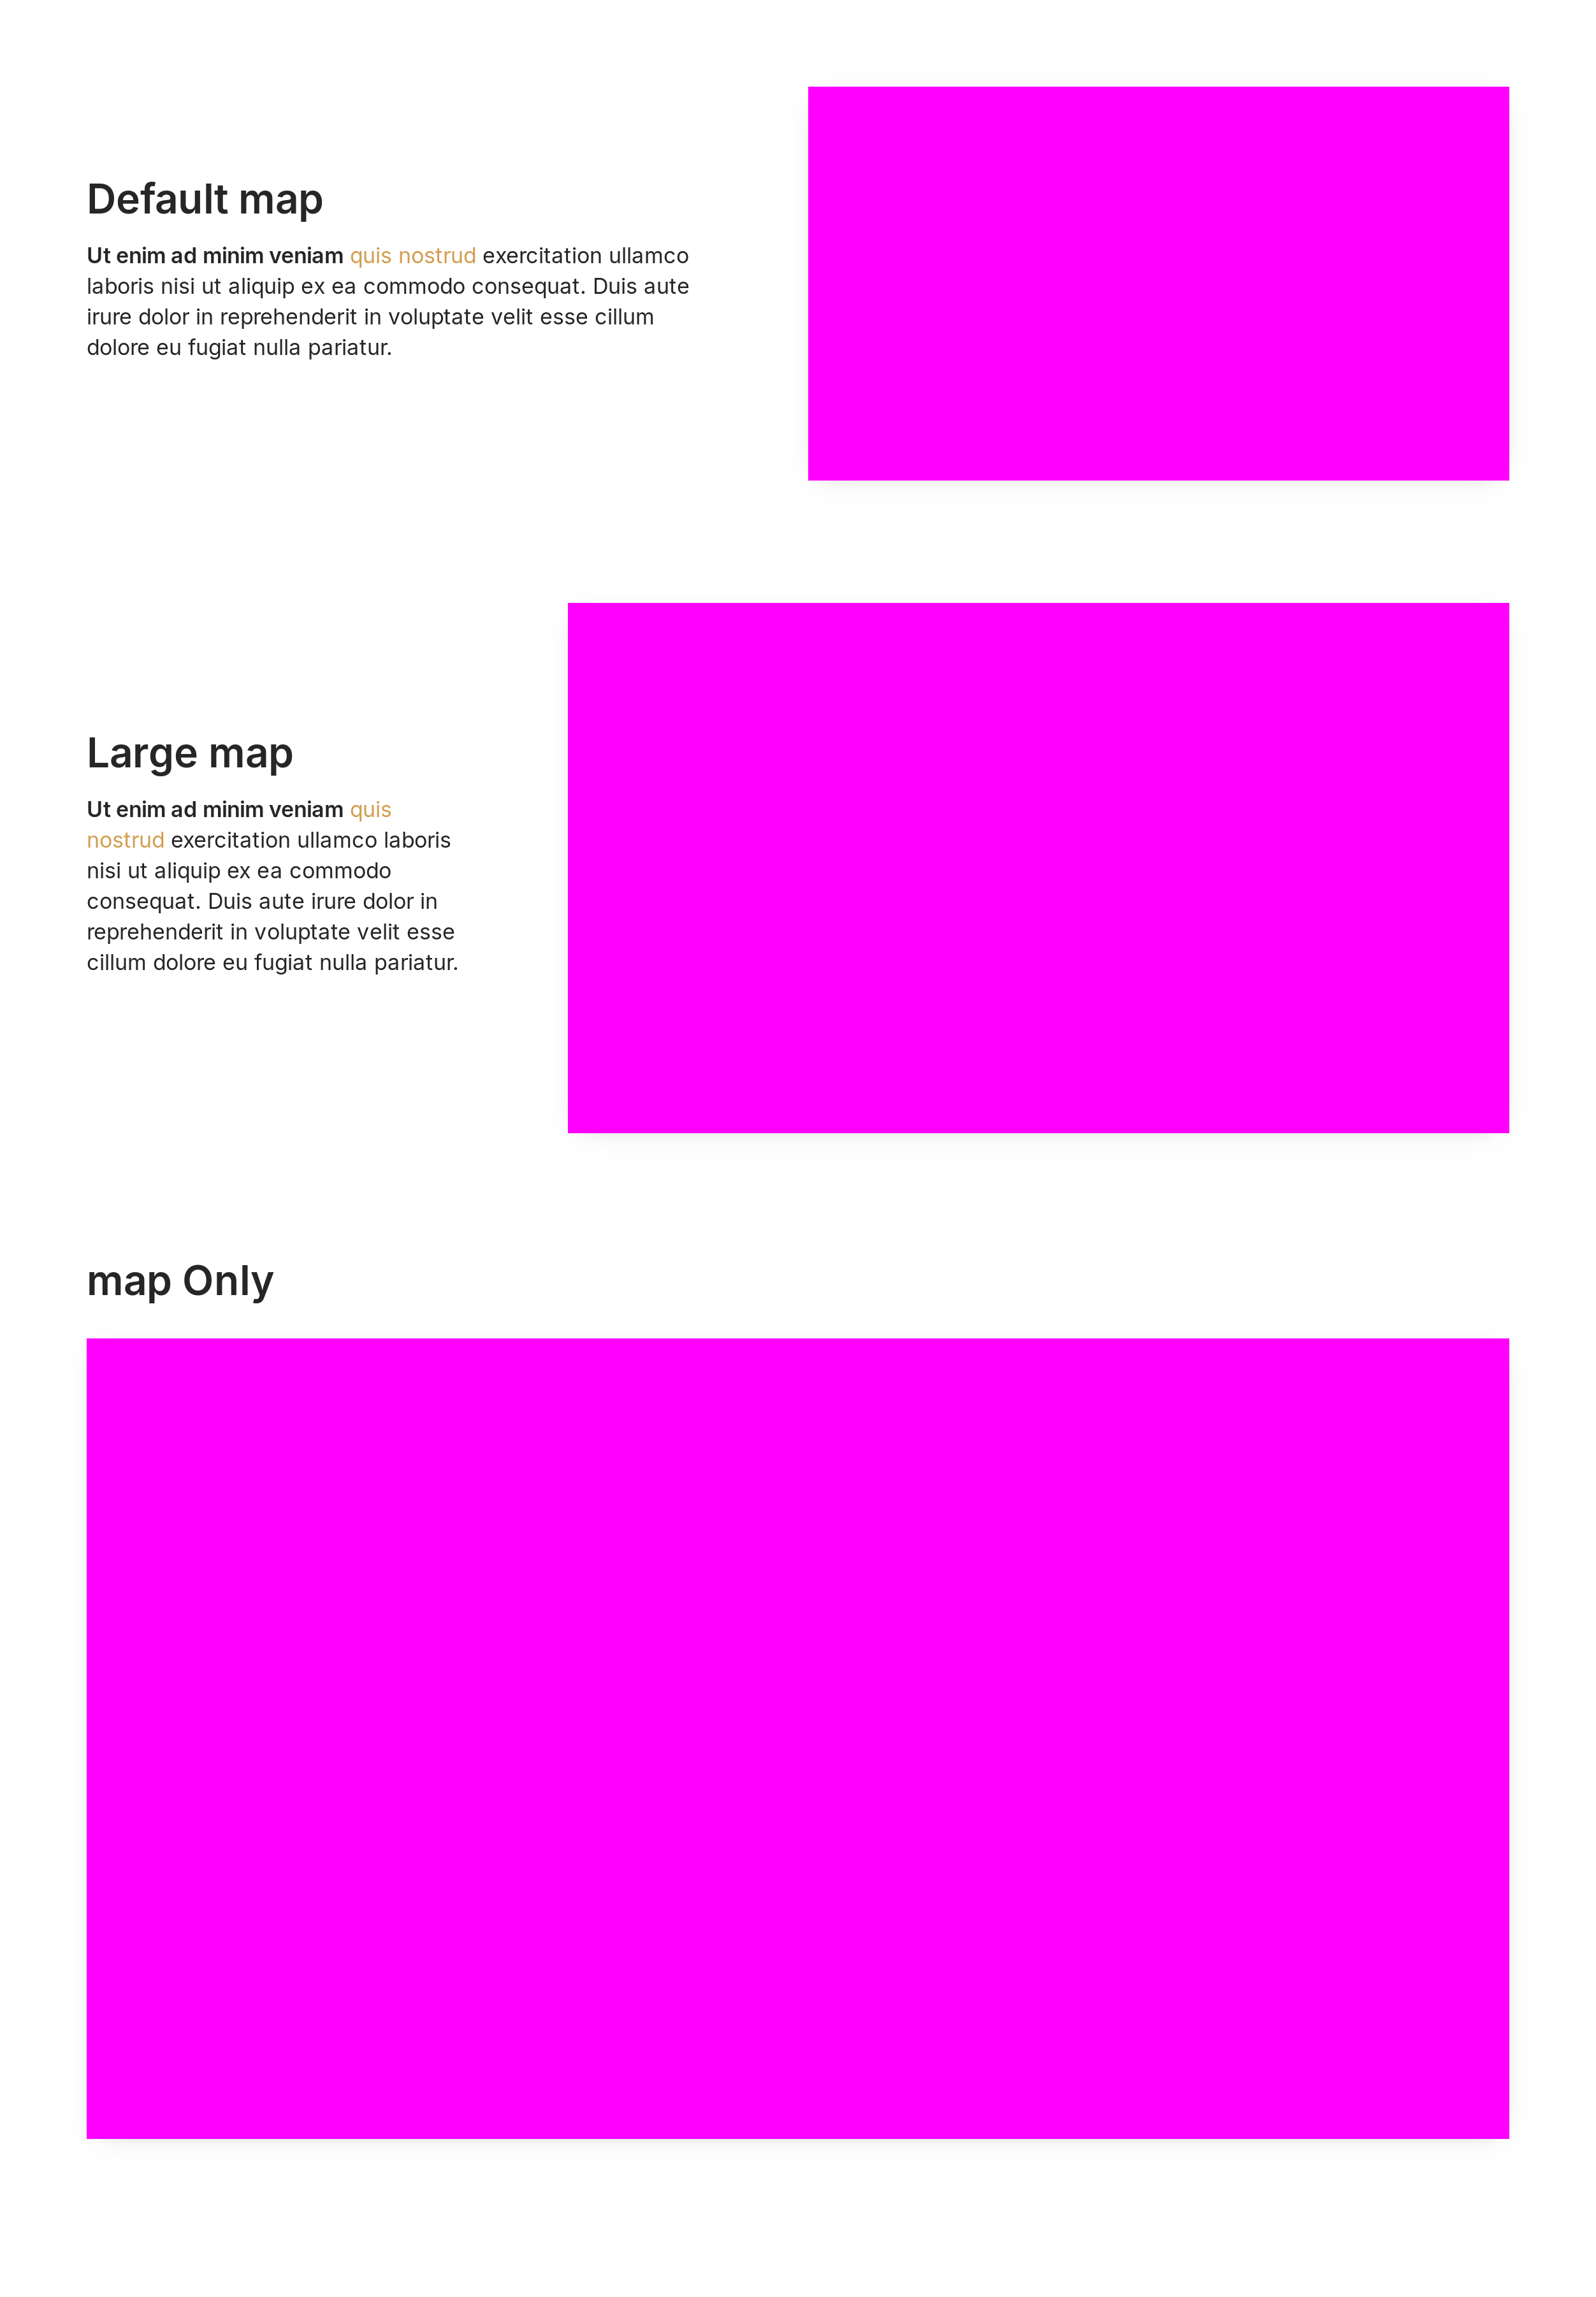 Default map
Ut enim ad minim veniam quis nostrud exercitation ullamco
laboris nisi ut aliquip ex ea commodo consequat. Duis aute
irure dolor in reprehenderit in voluptate velit esse cillum
dolore eu fugiat nulla pariatur.
Large map
Ut enim ad minim veniam quis
nostrud exercitation ullamco laboris
nisi ut aliquip ex ea commodo
consequat. Duis aute irure dolor in
reprehenderit in voluptate velit esse
cillum dolore eu fugiat nulla pariatur.
map Only